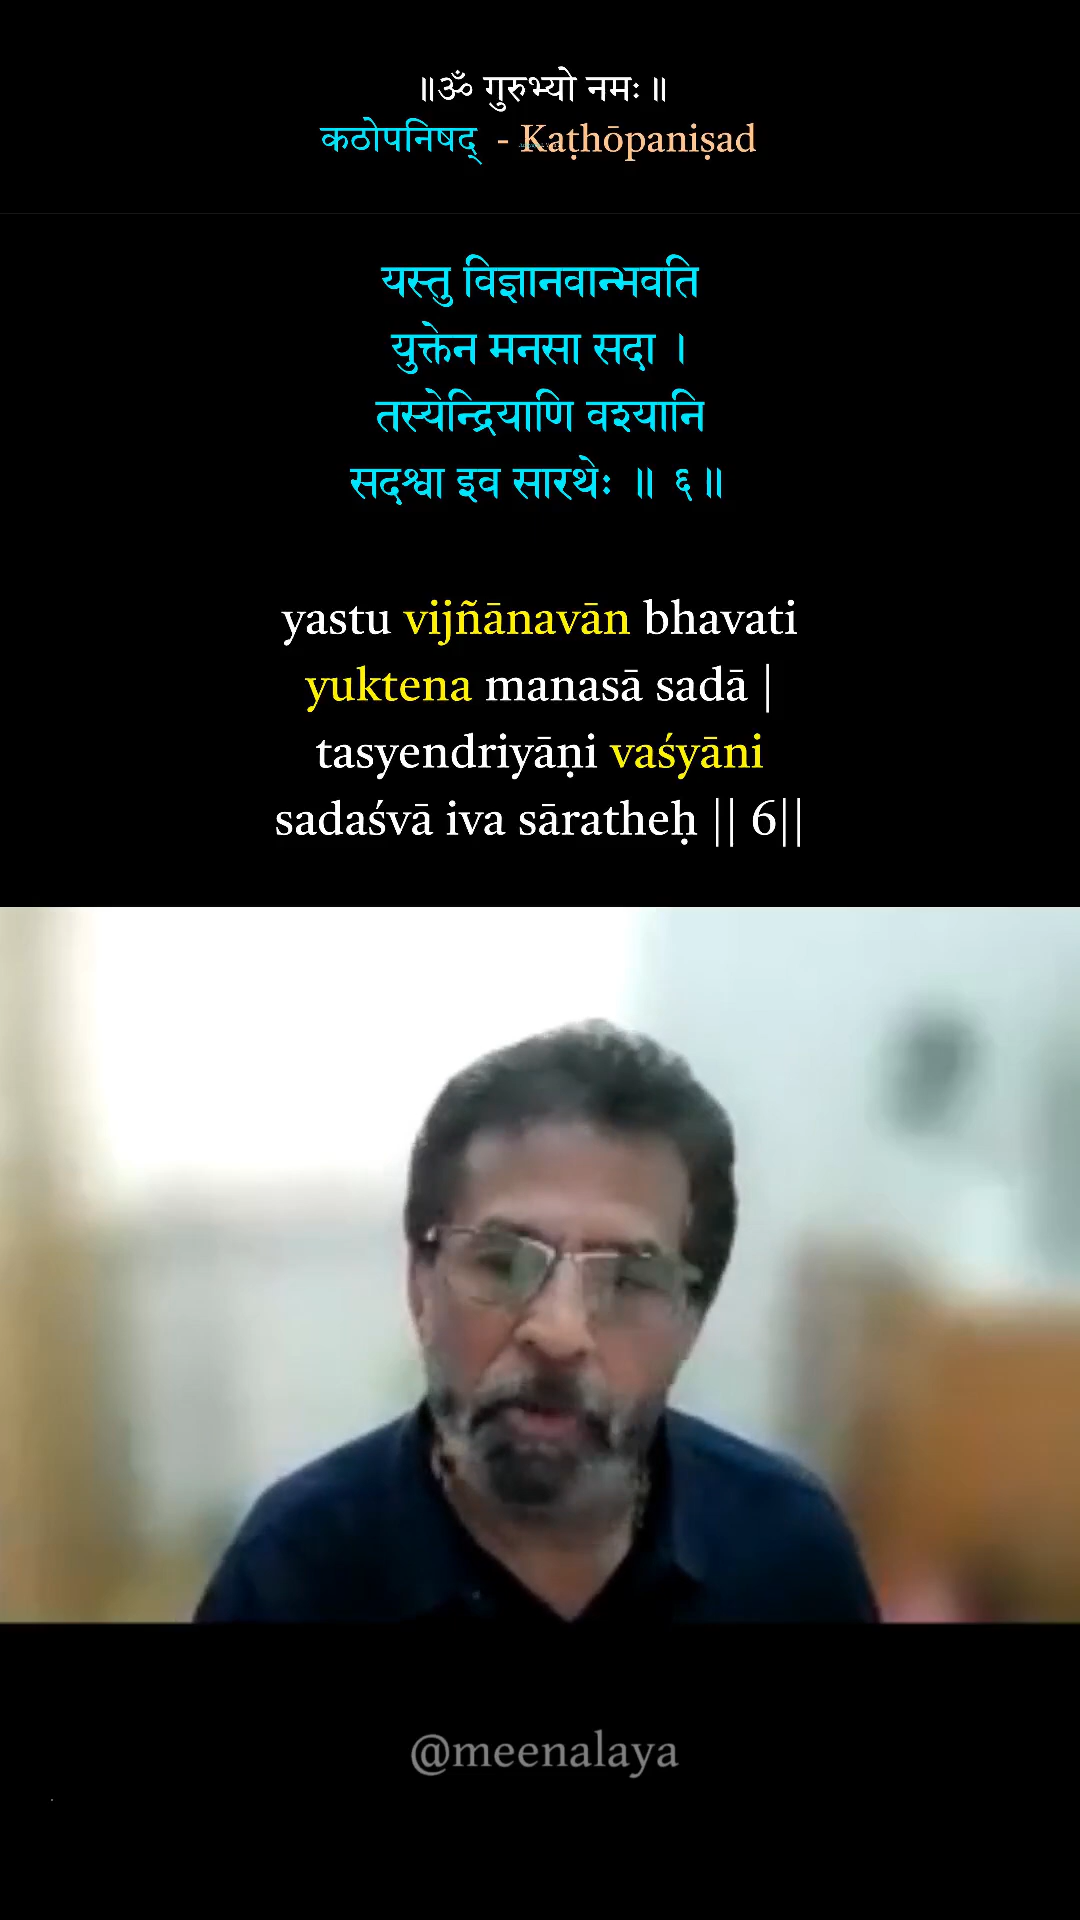 ॥ॐ गुरुभ्यो नमः॥
कठोपनिषद् - Kaṭhōpaniṣad
यस्तु विज्ञानवान्भवति
युक्तेन मनसा सदा ।
तस्येन्द्रियाणि वश्यानि
सदश्वा इव सारथेः ॥ ६॥
yastu vijñānavān bhavati
yuktena manasā sadā |
tasyendriyāṇi vaśyāni
sadaśvā iva sāratheḥ || 6||
@meenalaya